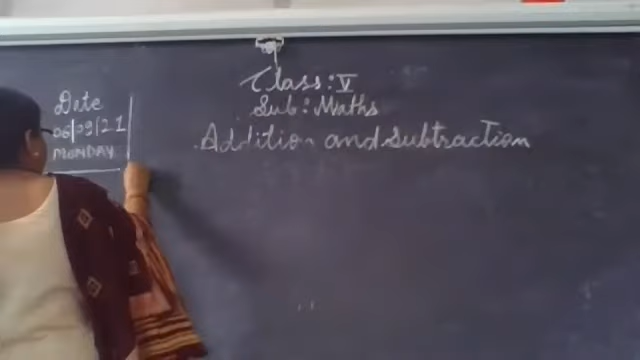 Date
06/09/21
MONDAY
Class: V
Sub: Maths
Addition and Subtraction